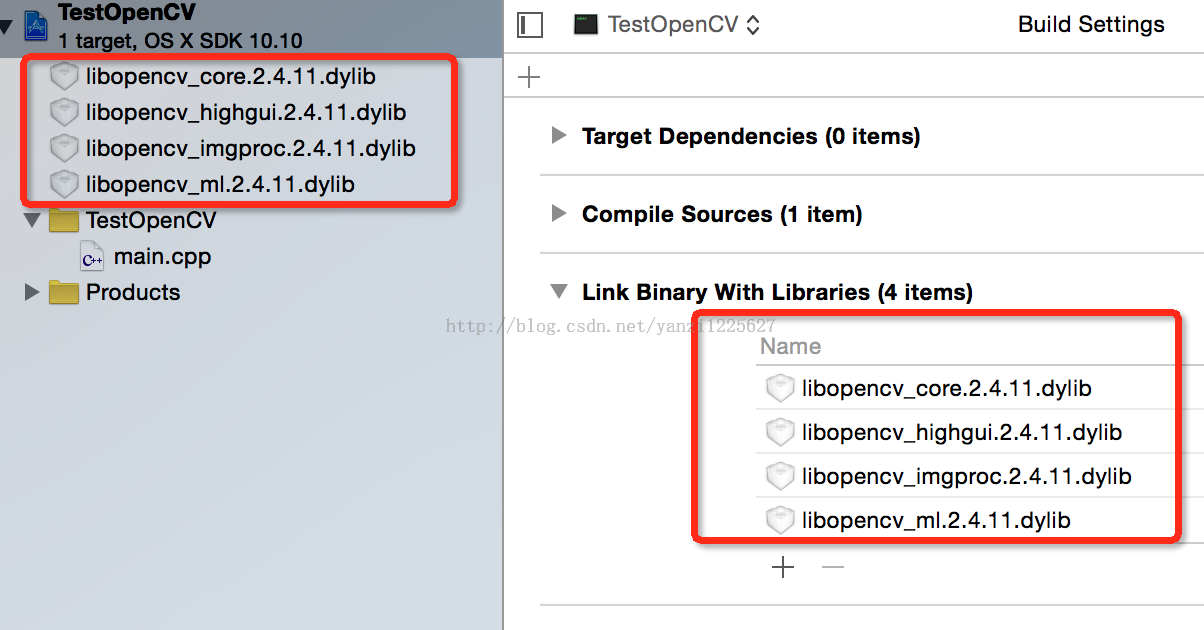 TestOpenCV
1 target, OS X SDK 10.10
libopencv_core.2.4.11.dylib
libopencv_highgui.2.4.11.dylib
libopencv_imgproc.2.4.11.dylib
libopencv_ml.2.4.11.dylib
TestOpenCV
C++
main.cpp
Products
TestOpenCV
Build Settings
Target Dependencies (0 items)
Compile Sources (1 item)
Link Binary With Libraries (4 items)
http://blog.csdn.net/yanzi1225627
Name
libopencv_core.2.4.11.dylib
libopencv_highgui.2.4.11.dylib
libopencv_imgproc.2.4.11.dylib
libopencv_ml.2.4.11.dylib